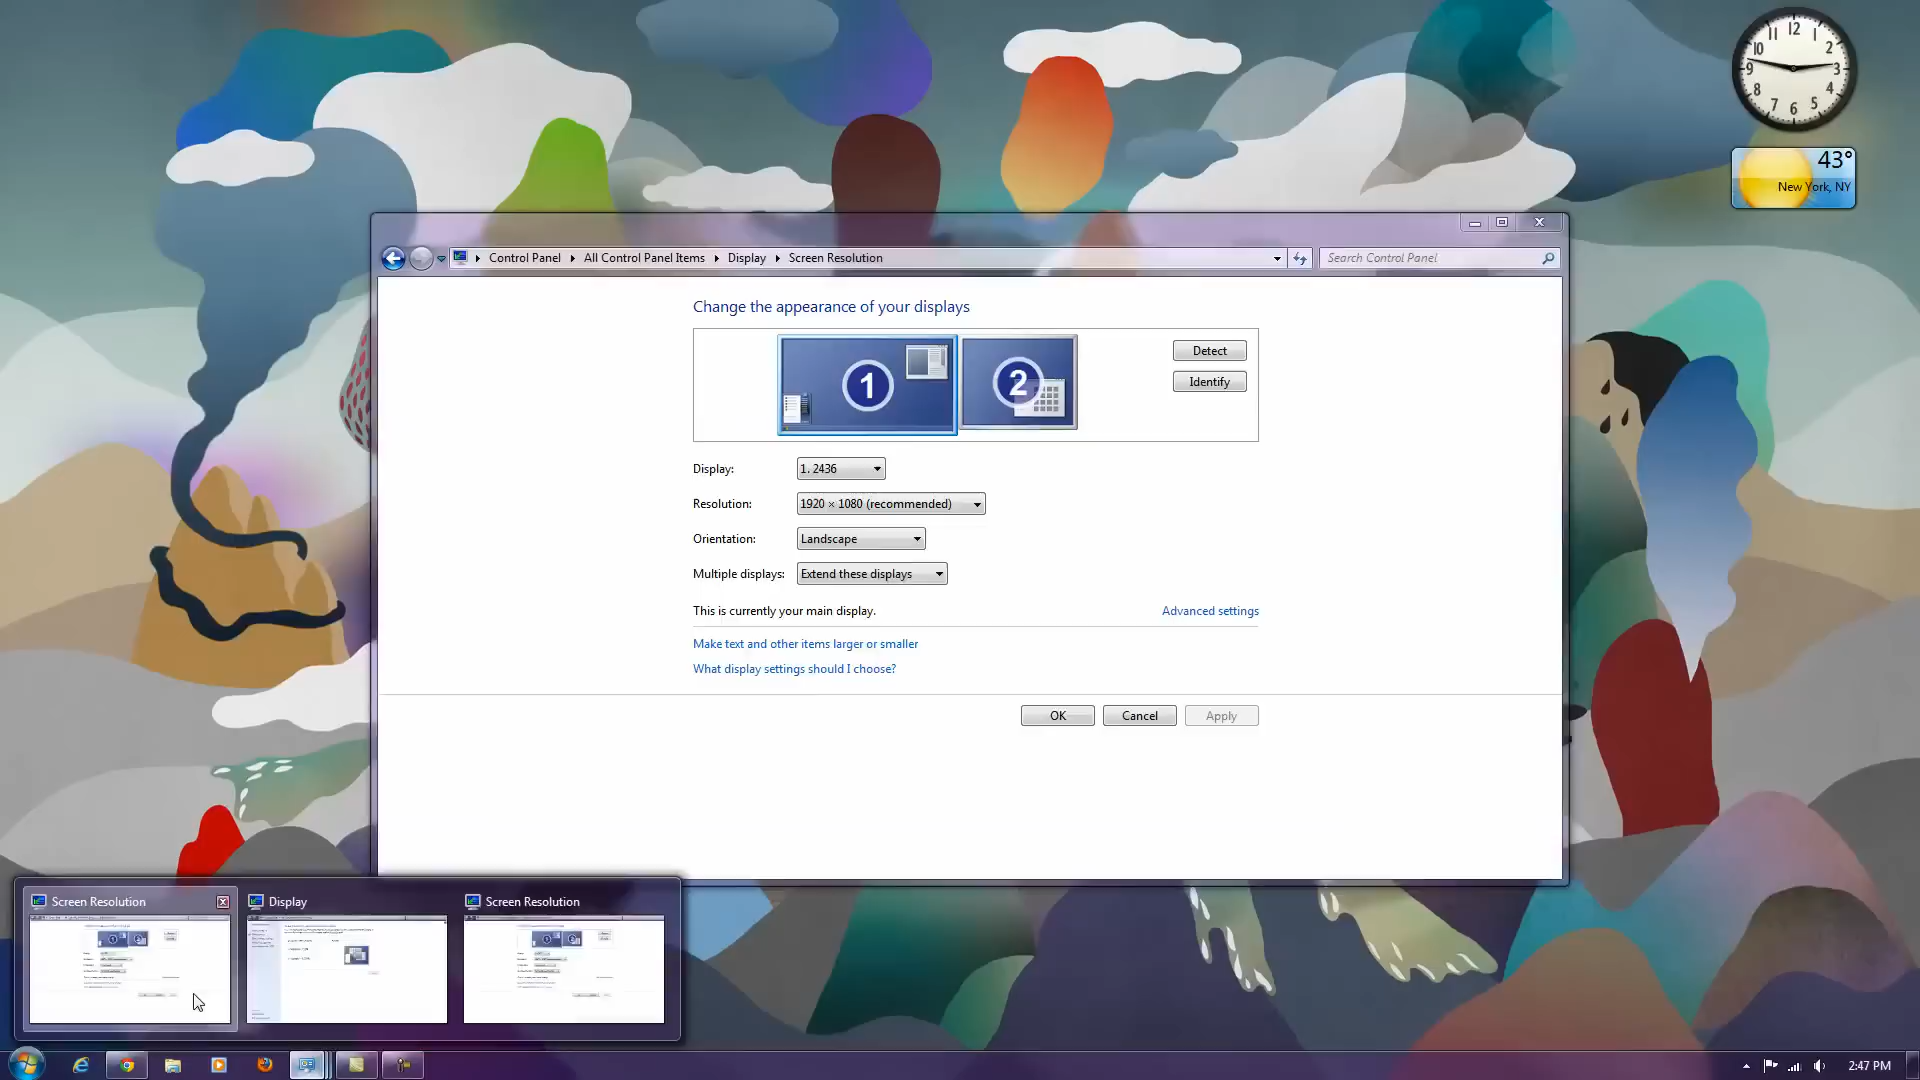 12
11
1
10
2
9
3
8
4
7
5
6
43°
New York, NY
Control Panel
All Control Panel Items
Display
Screen Resolution
Search Control Panel
Change the appearance of your displays
1
2
Detect
Identify
Display:
1. 2436
Resolution:
1920 × 1080 (recommended)
Orientation:
Landscape
Multiple displays:
Extend these displays
This is currently your main display.
Advanced settings
Make text and other items larger or smaller
What display settings should I choose?
OK
Cancel
Apply
Screen Resolution
Display
Screen Resolution
2:47 PM